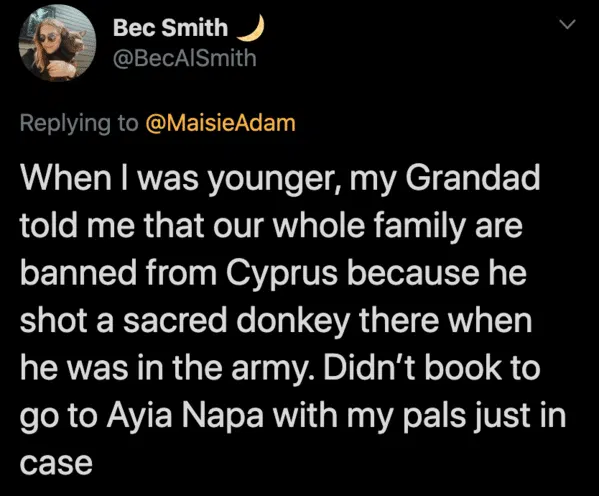 Bec Smith 🌙
@BecAlSmith
Replying to @MaisieAdam
When I was younger, my Grandad
told me that our whole family are
banned from Cyprus because he
shot a sacred donkey there when
he was in the army. Didn’t book to
go to Ayia Napa with my pals just in
case